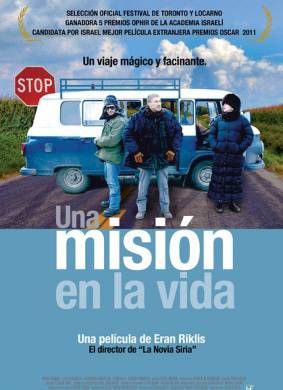 SELECCIÓN OFICIAL FESTIVAL DE TORONTO Y LOCARNO
GANADORA 5 PREMIOS OPHIR DE LA ACADEMIA ISRAELÍ
CANDIDATA POR ISRAEL MEJOR PELÍCULA EXTRANJERA PREMIOS OSCAR 2011
Un viaje mágico y facinante.
STOP
Una
misión
en la vida
Una película de Eran Riklis
El director de “La Novia Siria”